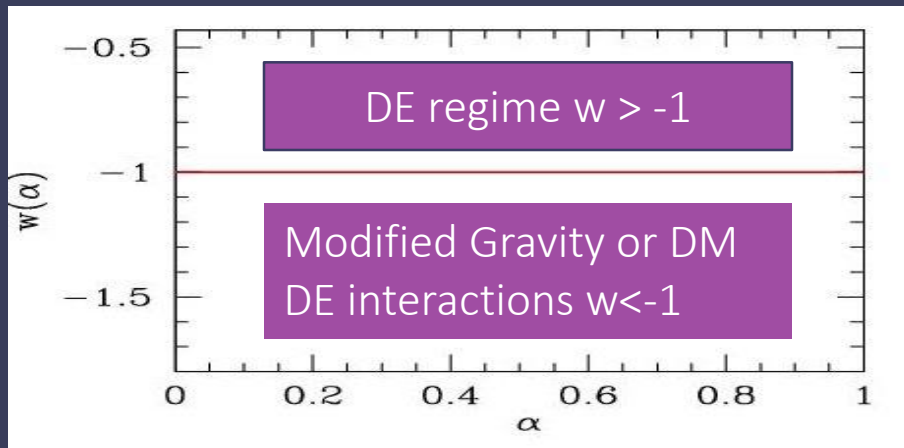 −0.5
DE regime w > -1
−1
w(α)
Modified Gravity or DM
DE interactions w<-1
−1.5
0 0.2 0.4 0.6 0.8 1
α